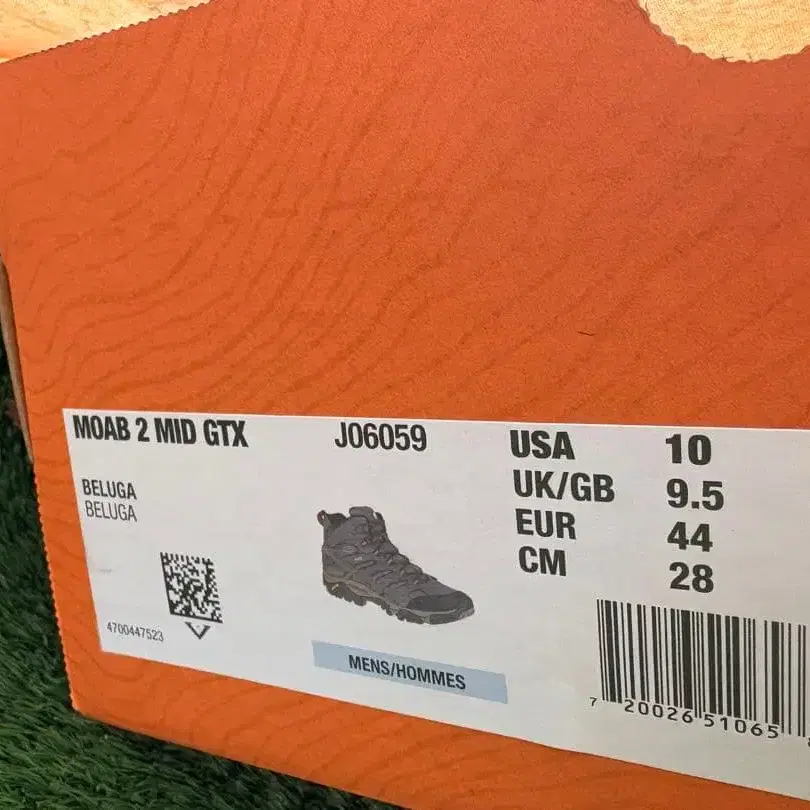 MOAB 2 MID GTX
J06059
BELUGA
BELUGA
4700447523
MENS/HOMMES
USA 10
UK/GB 9.5
EUR 44
CM 28
7 20026 51065